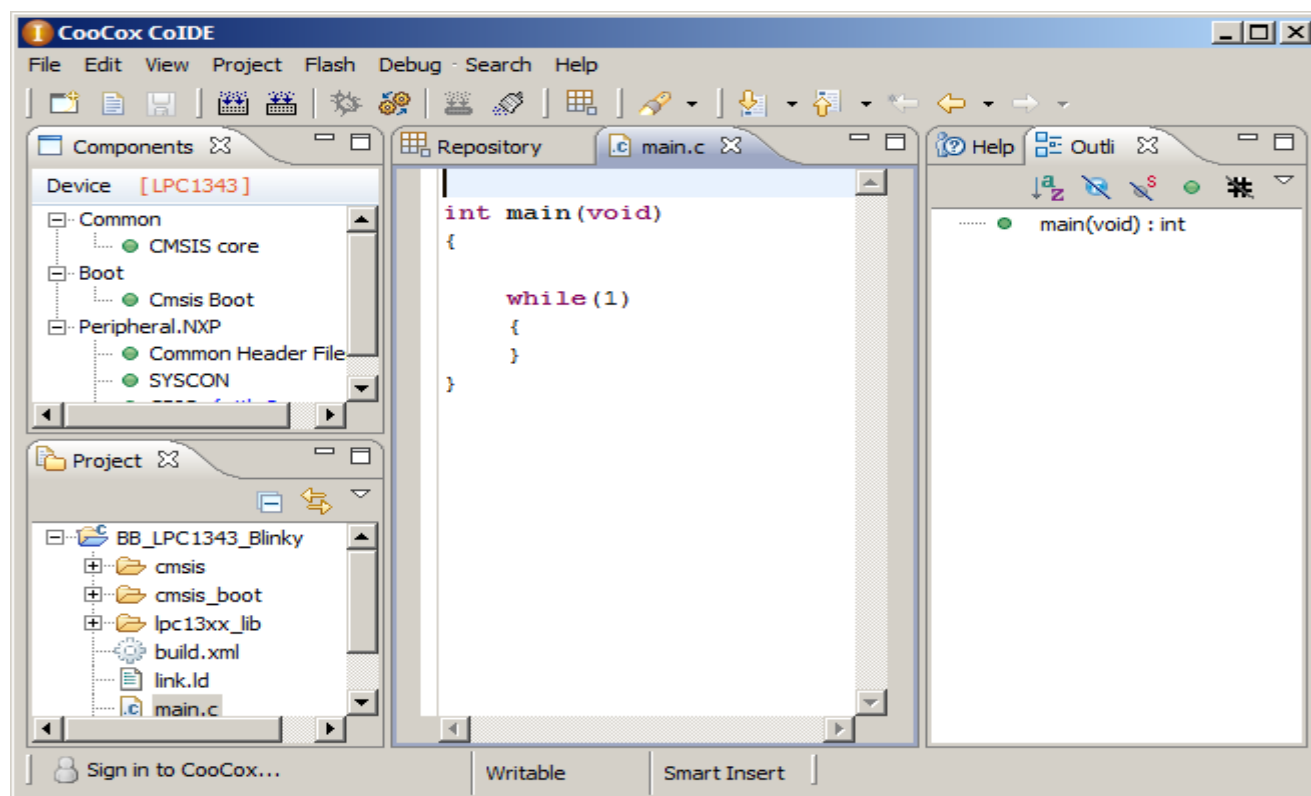 CooCox CoIDE
File Edit View Project Flash Debug Search Help
Components
Device [LPC1343]
Common
CMSIS core
Boot
Cmsis Boot
Peripheral.NXP
Common Header File
SYSCON
Project
BB_LPC1343_Blinky
cmsis
cmsis_boot
lpc13xx_lib
build.xml
link.ld
main.c
Repository main.c
int main(void)
{
while(1)
{
}
}
Help Outli
main(void) : int
Sign in to CooCox... Writable Smart Insert